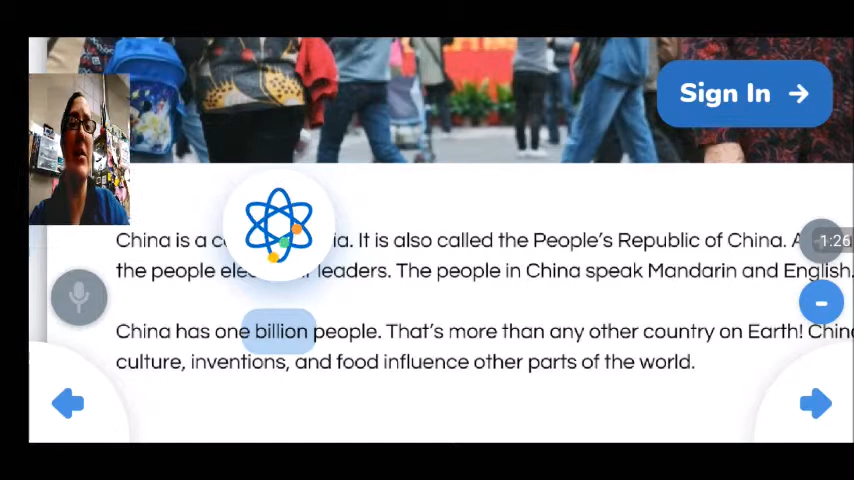 Sign In
China is a ia. It is also called the People's Republic of China. A
1:26
the people leaders. The people in China speak Mandarin and English.
China has one billion people. That's more than any other country on Earth! Chin
culture, inventions, and food influence other parts of the world.